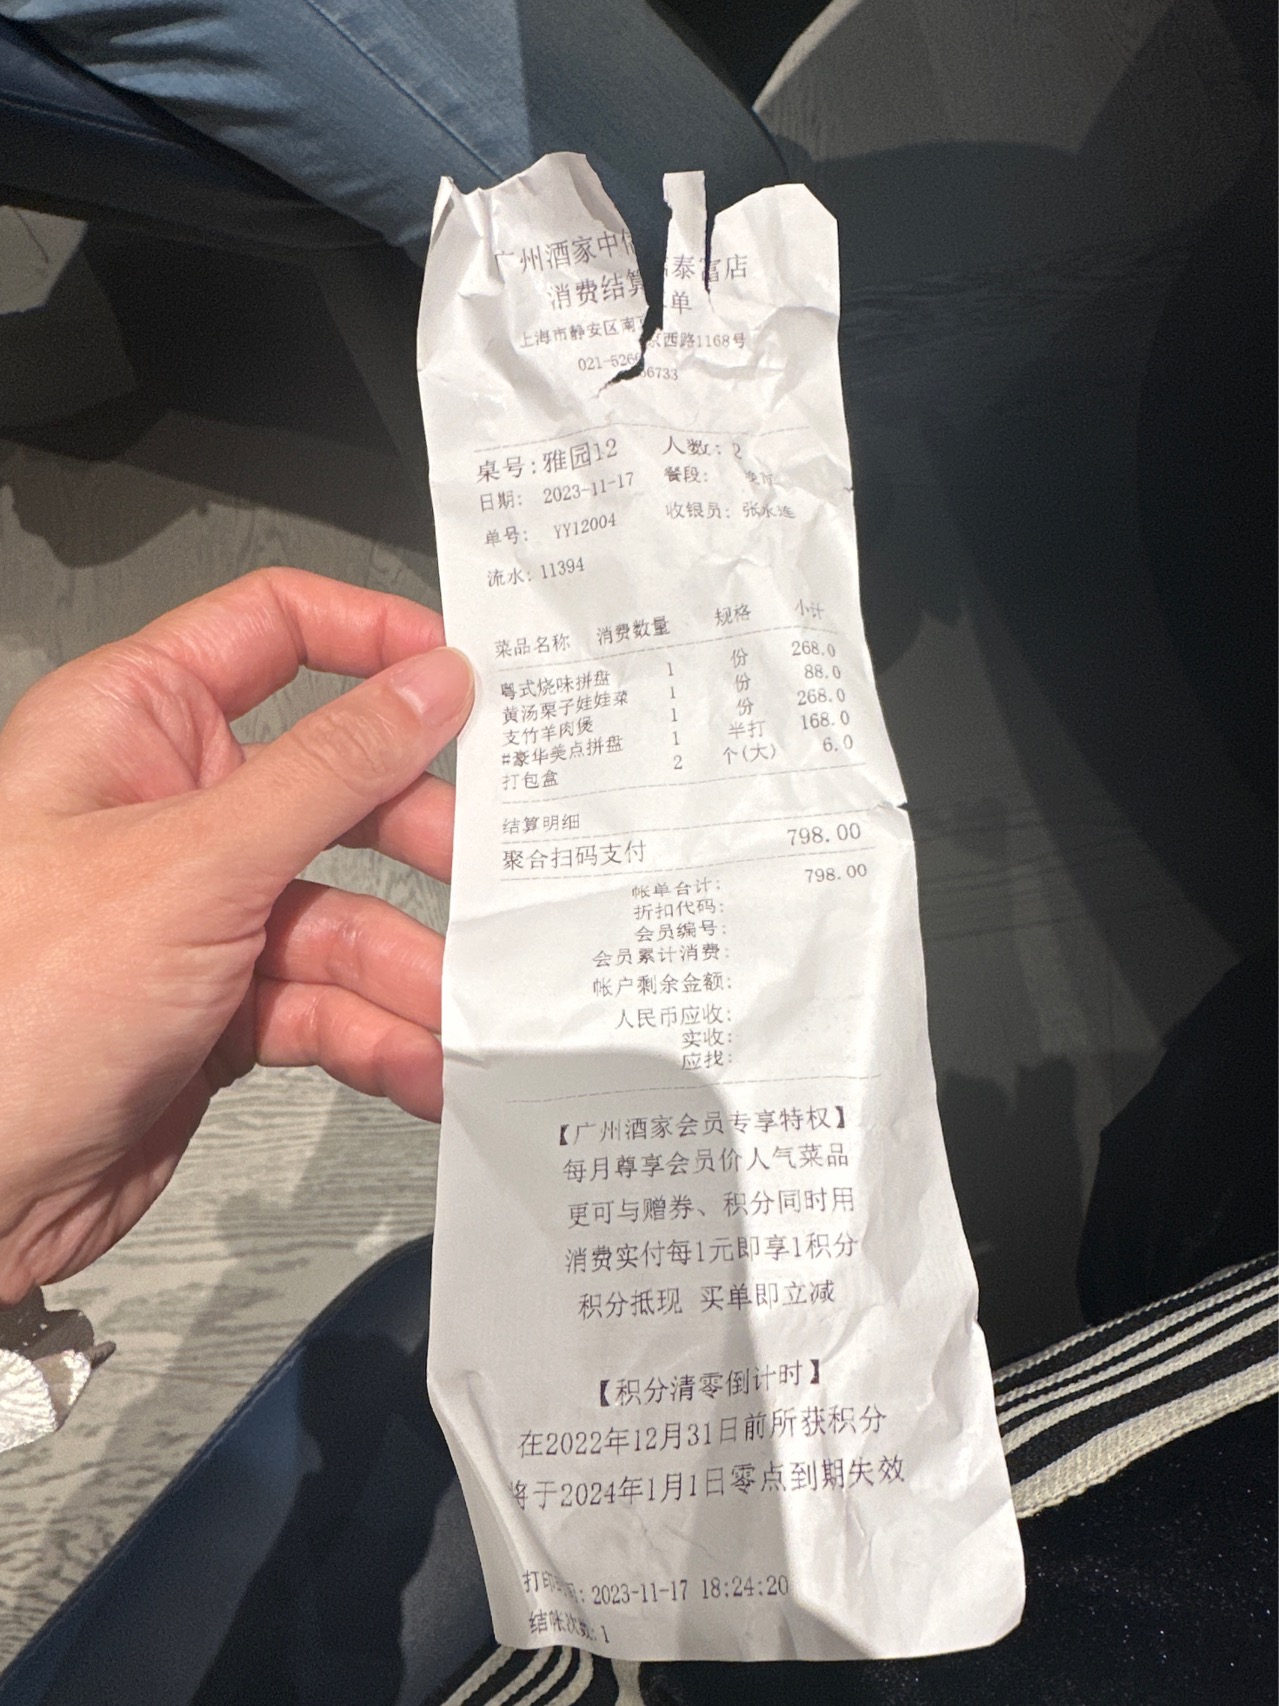 广州酒家中信泰富店
消费结算单
上海市静安区南京西路1168号
桌号:雅园12 人数: 2
日期: 2023-11-17 餐段:
单号: YY12004 收银员:
流水: 11394
菜品名称 消费数量 规格 小计
粤式烧味拼盘 1 份 268.0
黄汤栗子娃娃菜 1 份 88.0
支竹羊肉煲 1 份 268.0
#豪华美点拼盘 1 半打 168.0
打包盒 2 个(大) 6.0
结算明细
聚合扫码支付 798.00
帐单合计: 798.00
折扣代码:
会员编号:
会员累计消费:
帐户剩余金额:
人民币应收:
实收:
应找:
【广州酒家会员专享特权】
每月尊享会员价人气菜品
更可与赠券、积分同时用
消费实付每1元即享1积分
积分抵现 买单即立减
【积分清零倒计时】
在2022年12月31日前所获积分
将于2024年1月1日零点到期失效
打印时间: 2023-11-17 18:24:20
结帐次数: 1